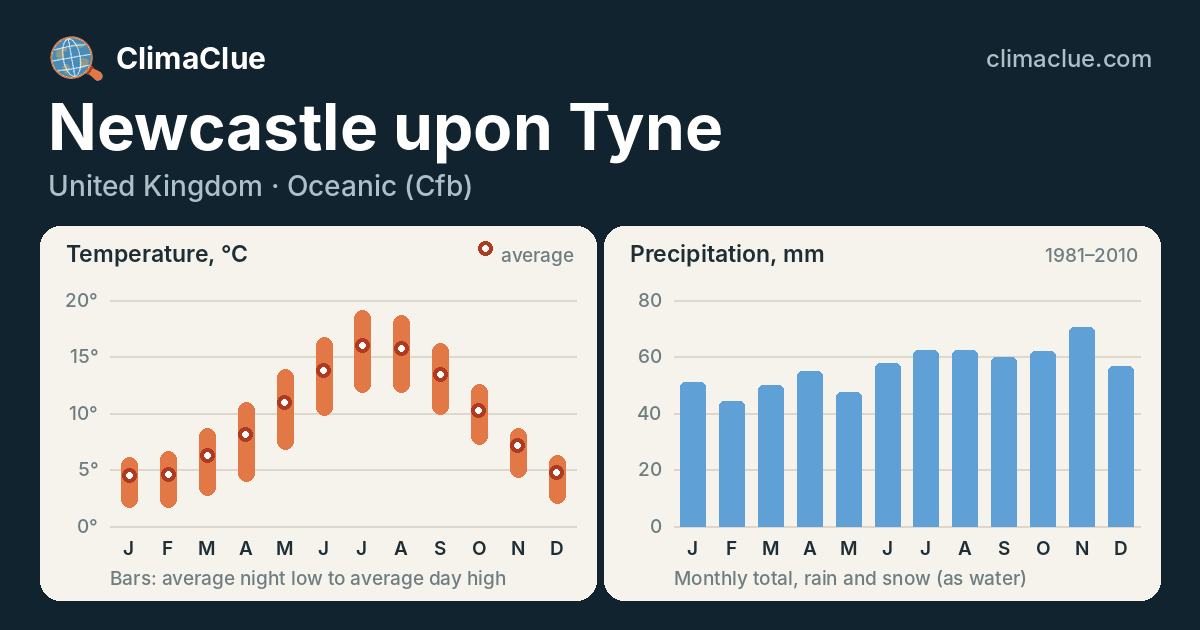 ClimaClue
climaclue.com
Newcastle upon Tyne
United Kingdom · Oceanic (Cfb)
Temperature, °C
average
20°
15°
10°
5°
0°
J F M A M J J A S O N D
Bars: average night low to average day high
Precipitation, mm
1981–2010
80
60
40
20
0
J F M A M J J A S O N D
Monthly total, rain and snow (as water)